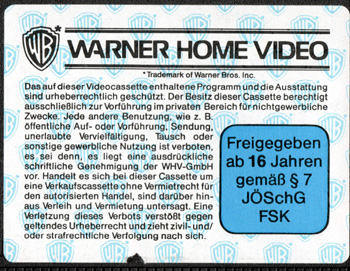 WARNER HOME VIDEO
*Trademark of Warner Bros. Inc.
Das auf dieser Videocassette enthaltene Programm und die Ausstattung
sind urheberrechtlich geschützt. Der Besitz dieser Cassette berechtigt
ausschließlich zur Vorführung im privaten Bereich für nichtgewerbliche
Zwecke. Jede andere Benutzung, wie z. B.
öffentliche Auf- oder Vorführung, Sendung,
unerlaubte Vervielfältigung, Tausch oder
sonstige gewerbliche Nutzung ist verboten,
es sei denn, es liegt eine ausdrückliche
schriftliche Genehmigung der WHV-GmbH
vor. Handelt es sich bei dieser Cassette um
eine Verkaufscassette ohne Vermietrecht für
den autorisierten Handel, sind darüber hin-
aus Verleih und Vermietung untersagt. Eine
Verletzung dieses Verbots verstößt gegen
geltendes Urheberrecht und zieht zivil- und/
oder strafrechtliche Verfolgung nach sich.
Freigegeben
ab 16 Jahren
gemäß § 7
JÖSchG
FSK